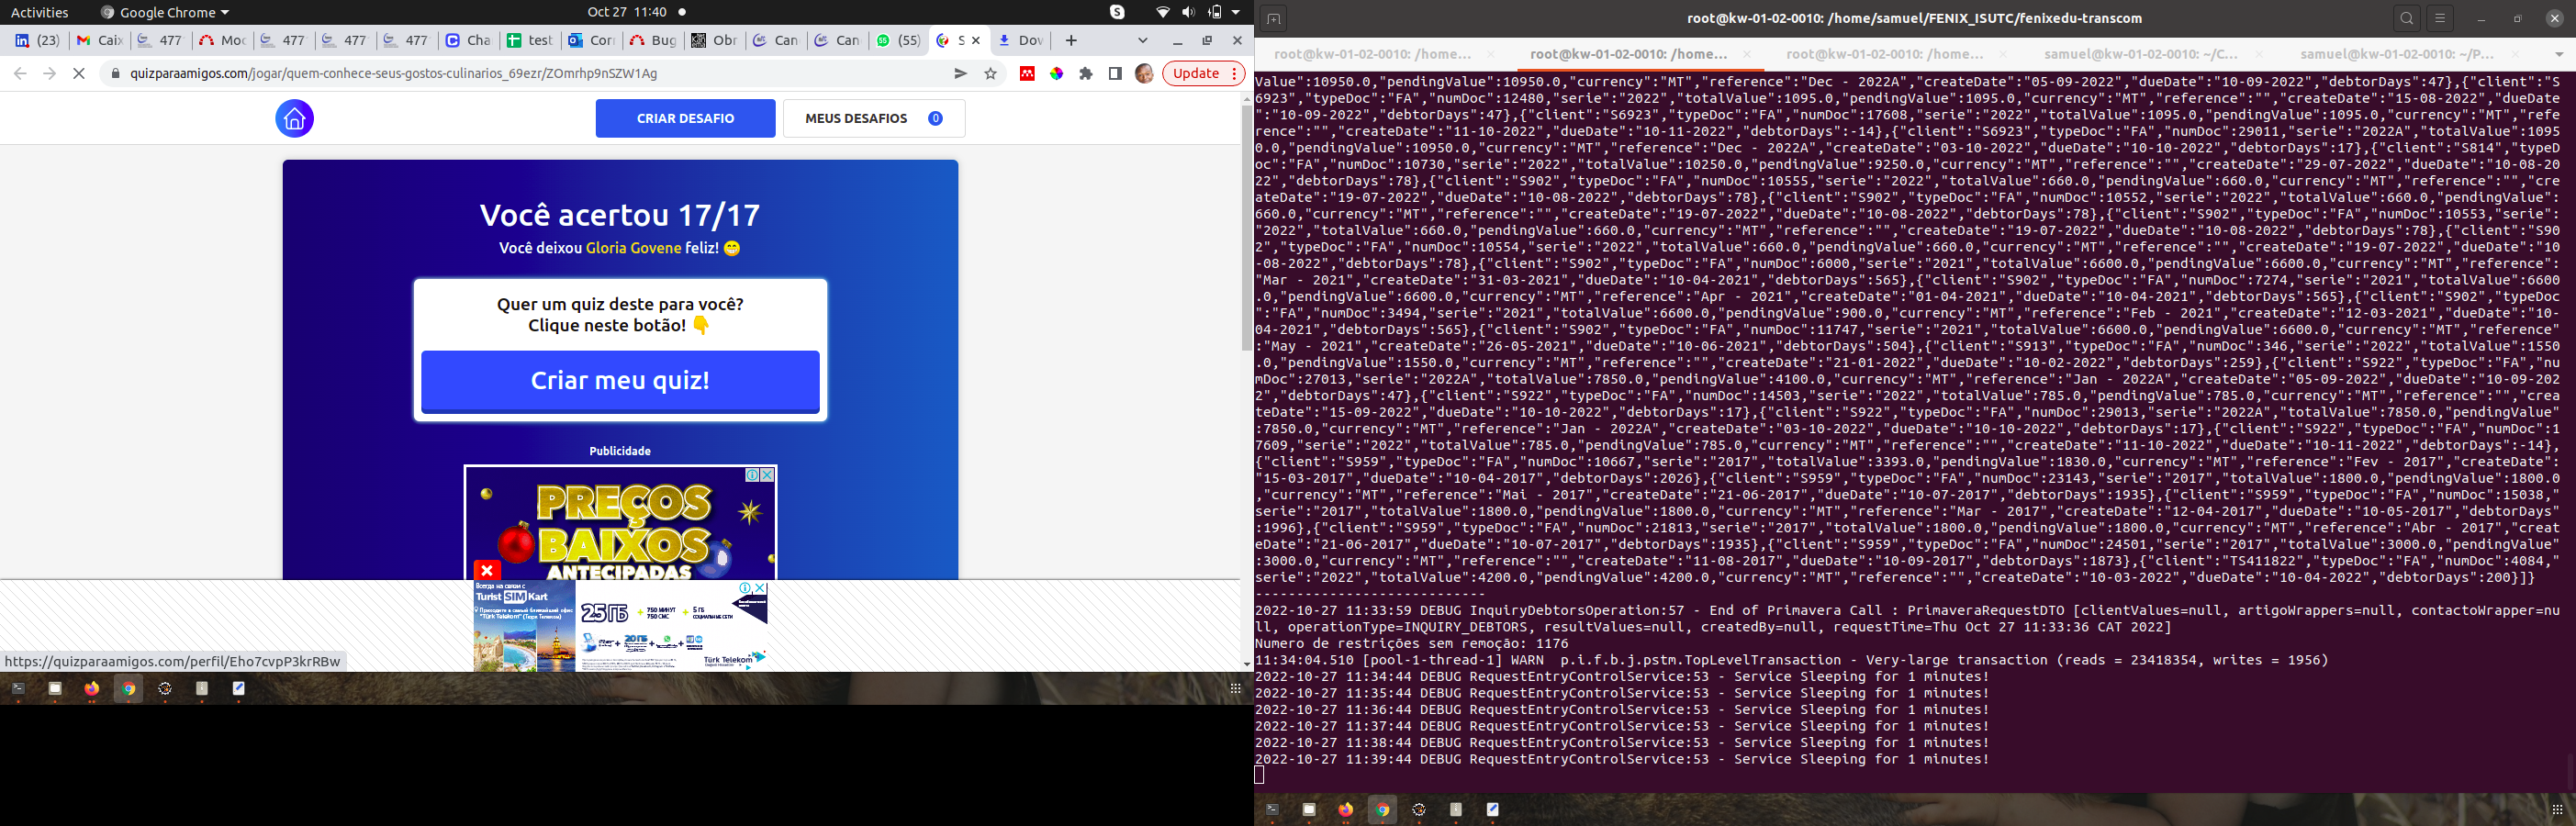 Activities
Google Chrome
Oct 27 11:40
(23)
Caix
477
Moc
477
477
477
Cha
test
Corr
Bug
Obr
Can
Can
(55)
S
Dov
quizparaamigos.com/jogar/quem-conhece-seus-gostos-culinarios_69ezr/ZOmrhp9nSZW1Ag
Update
CRIAR DESAFIO
MEUS DESAFIOS 0
Você acertou 17/17
Você deixou Gloria Govene feliz! 😁
Quer um quiz deste para você?
Clique neste botão! 👇
Criar meu quiz!
Publicidade
PREÇOS
BAIXOS
ANTECIPADAS
Всегда на связи с
Turist SIM Kart
25 ГБ + 750 МИНУТ 750 СМС + 5 ГБ
Türk Telekom
https://quizparaamigos.com/perfil/Eho7cvpP3krRBw
root@kw-01-02-0010: /home/samuel/FENIX_ISUTC/fenixedu-transcom
root@kw-01-02-0010: /home...
root@kw-01-02-0010: /home...
root@kw-01-02-0010: /home...
samuel@kw-01-02-0010: ~/C...
samuel@kw-01-02-0010: ~/P...
Value":10950.0,"pendingValue":10950.0,"currency":"MT","reference":"Dec - 2022A","createDate":"05-09-2022","dueDate":"10-09-2022","debtorDays":47},{"client":"S
6923","typeDoc":"FA","numDoc":12480,"serie":"2022","totalValue":1095.0,"pendingValue":1095.0,"currency":"MT","reference":"","createDate":"15-08-2022","dueDate
":"10-09-2022","debtorDays":47},{"client":"S6923","typeDoc":"FA","numDoc":17608,"serie":"2022","totalValue":1095.0,"pendingValue":1095.0,"currency":"MT","refe
rence":"","createDate":"11-10-2022","dueDate":"10-11-2022","debtorDays":-14},{"client":"S6923","typeDoc":"FA","numDoc":29011,"serie":"2022A","totalValue":1095
0.0,"pendingValue":10950.0,"currency":"MT","reference":"Dec - 2022A","createDate":"03-10-2022","dueDate":"10-10-2022","debtorDays":17},{"client":"S814","typeD
oc":"FA","numDoc":10730,"serie":"2022","totalValue":10250.0,"pendingValue":9250.0,"currency":"MT","reference":"","createDate":"29-07-2022","dueDate":"10-08-20
22","debtorDays":78},{"client":"S902","typeDoc":"FA","numDoc":10555,"serie":"2022","totalValue":660.0,"pendingValue":660.0,"currency":"MT","reference":"","cre
ateDate":"19-07-2022","dueDate":"10-08-2022","debtorDays":78},{"client":"S902","typeDoc":"FA","numDoc":10552,"serie":"2022","totalValue":660.0,"pendingValue":
660.0,"currency":"MT","reference":"","createDate":"19-07-2022","dueDate":"10-08-2022","debtorDays":78},{"client":"S902","typeDoc":"FA","numDoc":10553,"serie":
"2022","totalValue":660.0,"pendingValue":660.0,"currency":"MT","reference":"","createDate":"19-07-2022","dueDate":"10-08-2022","debtorDays":78},{"client":"S90
2","typeDoc":"FA","numDoc":10554,"serie":"2022","totalValue":660.0,"pendingValue":660.0,"currency":"MT","reference":"","createDate":"19-07-2022","dueDate":"10
-08-2022","debtorDays":78},{"client":"S902","typeDoc":"FA","numDoc":6000,"serie":"2021","totalValue":6600.0,"pendingValue":6600.0,"currency":"MT","reference":
"Mar - 2021","createDate":"31-03-2021","dueDate":"10-04-2021","debtorDays":565},{"client":"S902","typeDoc":"FA","numDoc":7274,"serie":"2021","totalValue":6600
.0,"pendingValue":6600.0,"currency":"MT","reference":"Apr - 2021","createDate":"01-04-2021","dueDate":"10-04-2021","debtorDays":565},{"client":"S902","typeDoc
":"FA","numDoc":3494,"serie":"2021","totalValue":6600.0,"pendingValue":900.0,"currency":"MT","reference":"Feb - 2021","createDate":"12-03-2021","dueDate":"10-
04-2021","debtorDays":565},{"client":"S902","typeDoc":"FA","numDoc":11747,"serie":"2021","totalValue":6600.0,"pendingValue":6600.0,"currency":"MT","reference"
:"May - 2021","createDate":"26-05-2021","dueDate":"10-06-2021","debtorDays":504},{"client":"S913","typeDoc":"FA","numDoc":346,"serie":"2022","totalValue":1550
.0,"pendingValue":1550.0,"currency":"MT","reference":"","createDate":"21-01-2022","dueDate":"10-02-2022","debtorDays":259},{"client":"S922","typeDoc":"FA","nu
mDoc":27013,"serie":"2022A","totalValue":7850.0,"pendingValue":4100.0,"currency":"MT","reference":"Jan - 2022A","createDate":"05-09-2022","dueDate":"10-09-202
2","debtorDays":47},{"client":"S922","typeDoc":"FA","numDoc":14503,"serie":"2022","totalValue":785.0,"pendingValue":785.0,"currency":"MT","reference":"","crea
teDate":"15-09-2022","dueDate":"10-10-2022","debtorDays":17},{"client":"S922","typeDoc":"FA","numDoc":29013,"serie":"2022A","totalValue":7850.0,"pendingValue"
:7850.0,"currency":"MT","reference":"Jan - 2022A","createDate":"03-10-2022","dueDate":"10-10-2022","debtorDays":17},{"client":"S922","typeDoc":"FA","numDoc":1
7609,"serie":"2022","totalValue":785.0,"pendingValue":785.0,"currency":"MT","reference":"","createDate":"11-10-2022","dueDate":"10-11-2022","debtorDays":-14},
{"client":"S959","typeDoc":"FA","numDoc":10667,"serie":"2017","totalValue":3393.0,"pendingValue":1830.0,"currency":"MT","reference":"Fev - 2017","createDate":
"15-03-2017","dueDate":"10-04-2017","debtorDays":2026},{"client":"S959","typeDoc":"FA","numDoc":23143,"serie":"2017","totalValue":1800.0,"pendingValue":1800.0
,"currency":"MT","reference":"Mai - 2017","createDate":"21-06-2017","dueDate":"10-07-2017","debtorDays":1935},{"client":"S959","typeDoc":"FA","numDoc":15038,"
serie":"2017","totalValue":1800.0,"pendingValue":1800.0,"currency":"MT","reference":"Mar - 2017","createDate":"12-04-2017","dueDate":"10-05-2017","debtorDays"
:1996},{"client":"S959","typeDoc":"FA","numDoc":21813,"serie":"2017","totalValue":1800.0,"pendingValue":1800.0,"currency":"MT","reference":"Abr - 2017","creat
eDate":"21-06-2017","dueDate":"10-07-2017","debtorDays":1935},{"client":"S959","typeDoc":"FA","numDoc":24501,"serie":"2017","totalValue":3000.0,"pendingValue"
:3000.0,"currency":"MT","reference":"","createDate":"11-08-2017","dueDate":"10-09-2017","debtorDays":1873},{"client":"TS411822","typeDoc":"FA","numDoc":4084,"
serie":"2022","totalValue":4200.0,"pendingValue":4200.0,"currency":"MT","reference":"","createDate":"10-03-2022","dueDate":"10-04-2022","debtorDays":200}]}
------------------------------
2022-10-27 11:33:59 DEBUG InquiryDebtorsOperation:57 - End of Primavera Call : PrimaveraRequestDTO [clientValues=null, artigoWrappers=null, contactoWrapper=nu
ll, operationType=INQUIRY_DEBTORS, resultValues=null, createdBy=null, requestTime=Thu Oct 27 11:33:36 CAT 2022]
Numero de restrições sem remoção: 1176
11:34:04.510 [pool-1-thread-1] WARN  p.i.f.b.j.pstm.TopLevelTransaction - Very-large transaction (reads = 23418354, writes = 1956)
2022-10-27 11:34:44 DEBUG RequestEntryControlService:53 - Service Sleeping for 1 minutes!
2022-10-27 11:35:44 DEBUG RequestEntryControlService:53 - Service Sleeping for 1 minutes!
2022-10-27 11:36:44 DEBUG RequestEntryControlService:53 - Service Sleeping for 1 minutes!
2022-10-27 11:37:44 DEBUG RequestEntryControlService:53 - Service Sleeping for 1 minutes!
2022-10-27 11:38:44 DEBUG RequestEntryControlService:53 - Service Sleeping for 1 minutes!
2022-10-27 11:39:44 DEBUG RequestEntryControlService:53 - Service Sleeping for 1 minutes!